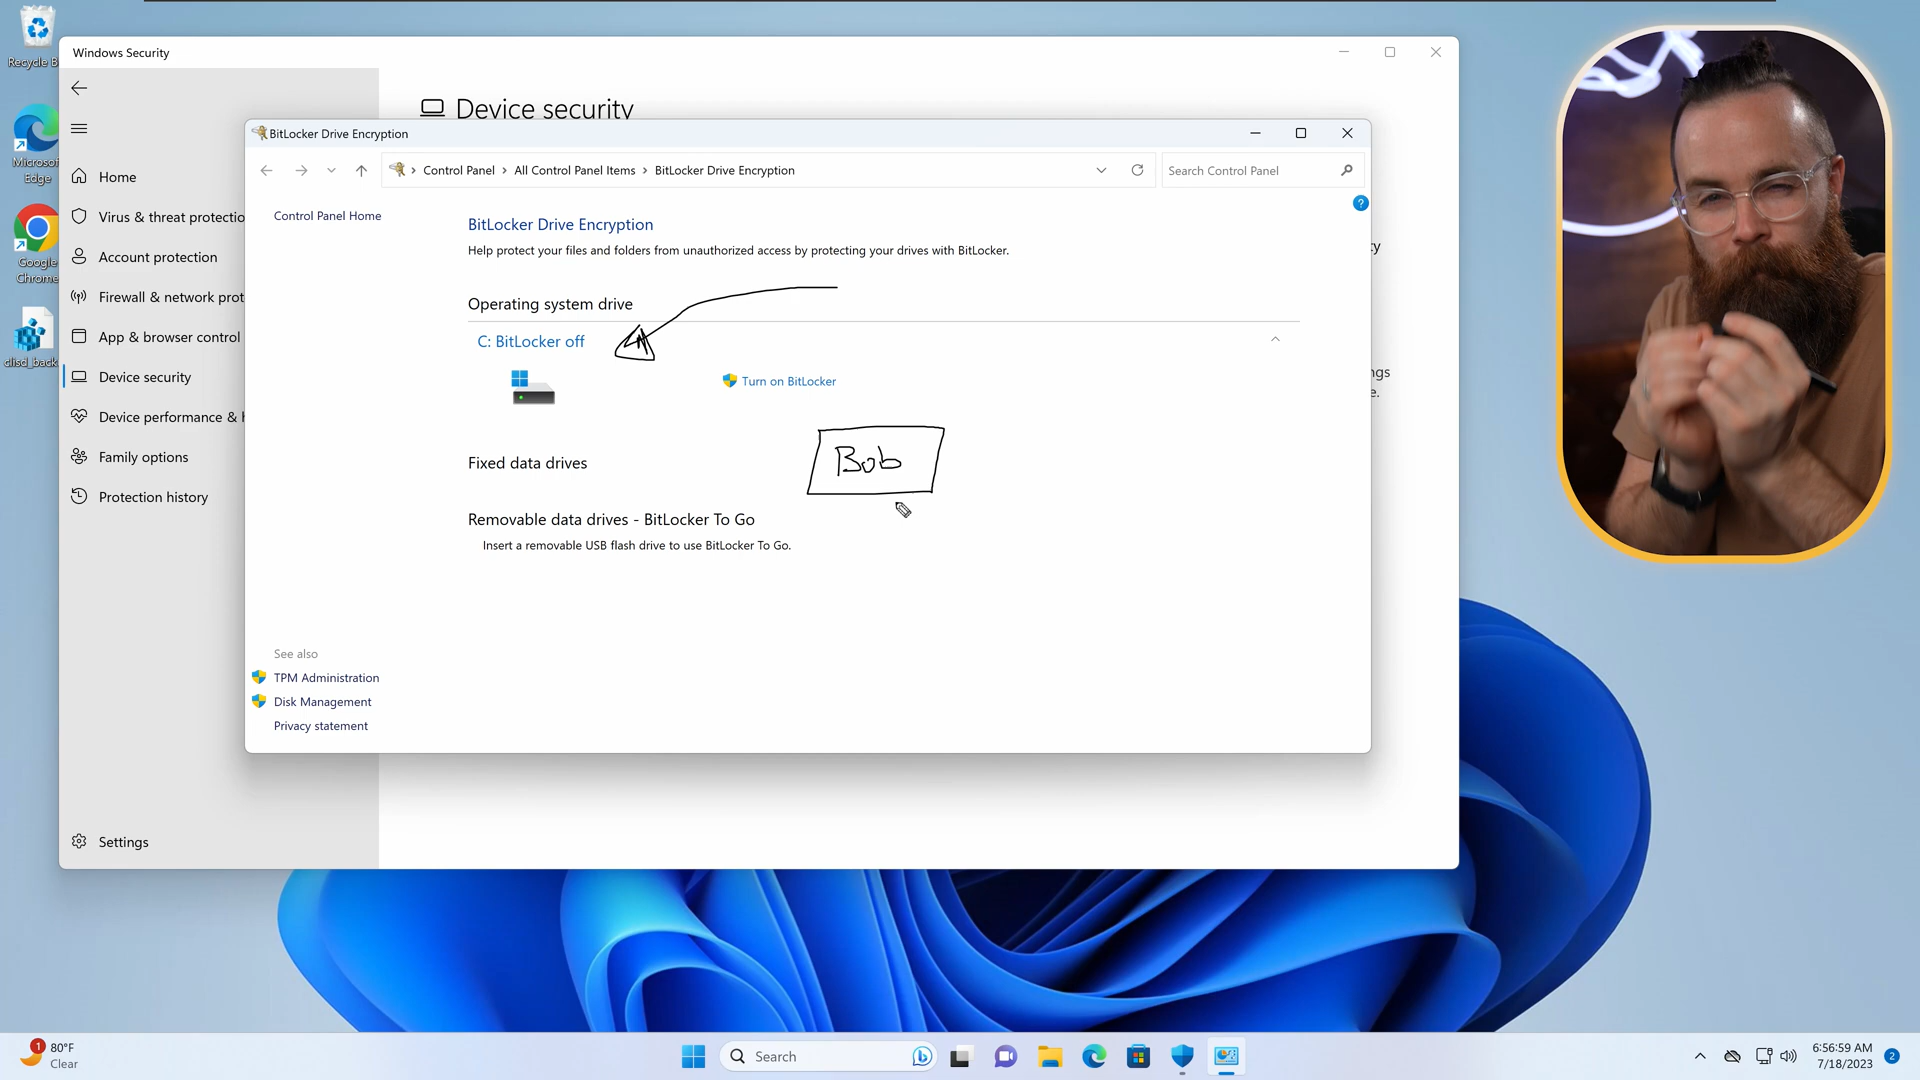 Recycle B
Microsof
Edge
Google
Chrome
Windows Security
Home
Virus & threat protectio
Account protection
Firewall & network prot
App & browser control
Device security
Device performance & h
Family options
Protection history
Settings
Device security
BitLocker Drive Encryption
Control Panel > All Control Panel Items > BitLocker Drive Encryption
Search Control Panel
Control Panel Home
BitLocker Drive Encryption
Help protect your files and folders from unauthorized access by protecting your drives with BitLocker.
Operating system drive
C: BitLocker off
Turn on BitLocker
Fixed data drives
Bob
Removable data drives - BitLocker To Go
Insert a removable USB flash drive to use BitLocker To Go.
See also
TPM Administration
Disk Management
Privacy statement
?
ty
ngs
e.
1
80°F
Clear
Search
6:56:59 AM
7/18/2023
2